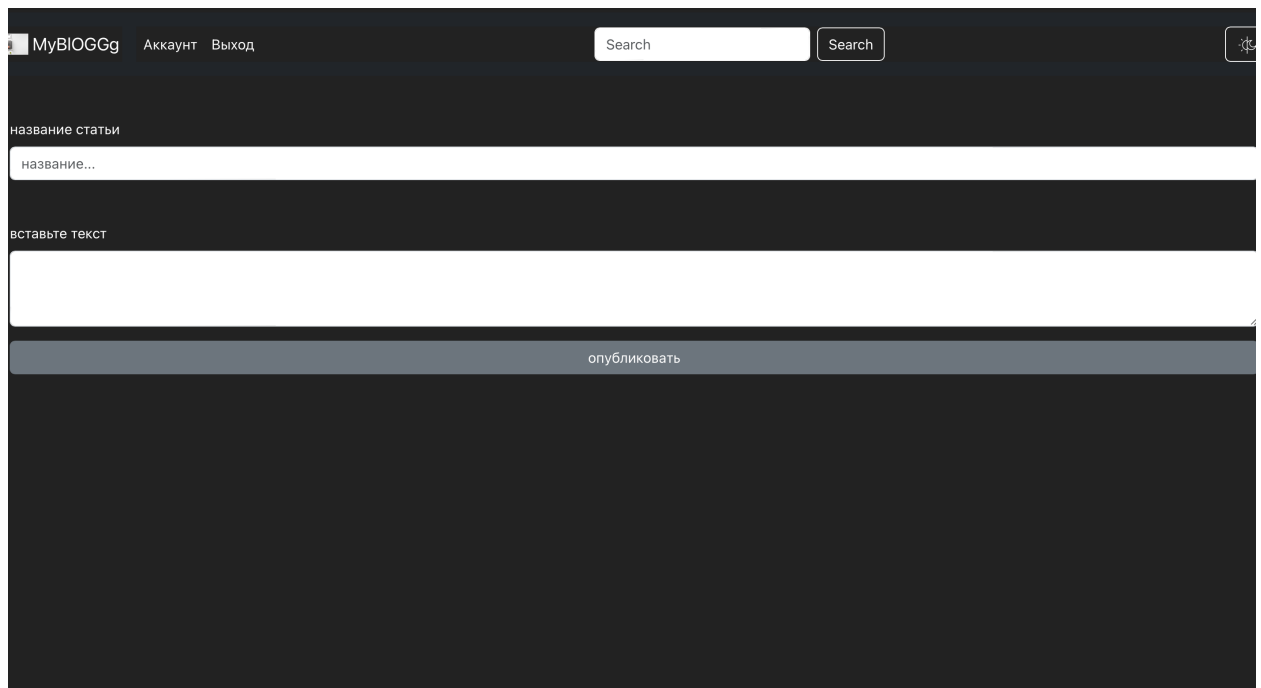 MyBlOGGg Аккаунт Выход Search Search
название статьи
название...
вставьте текст
опубликовать